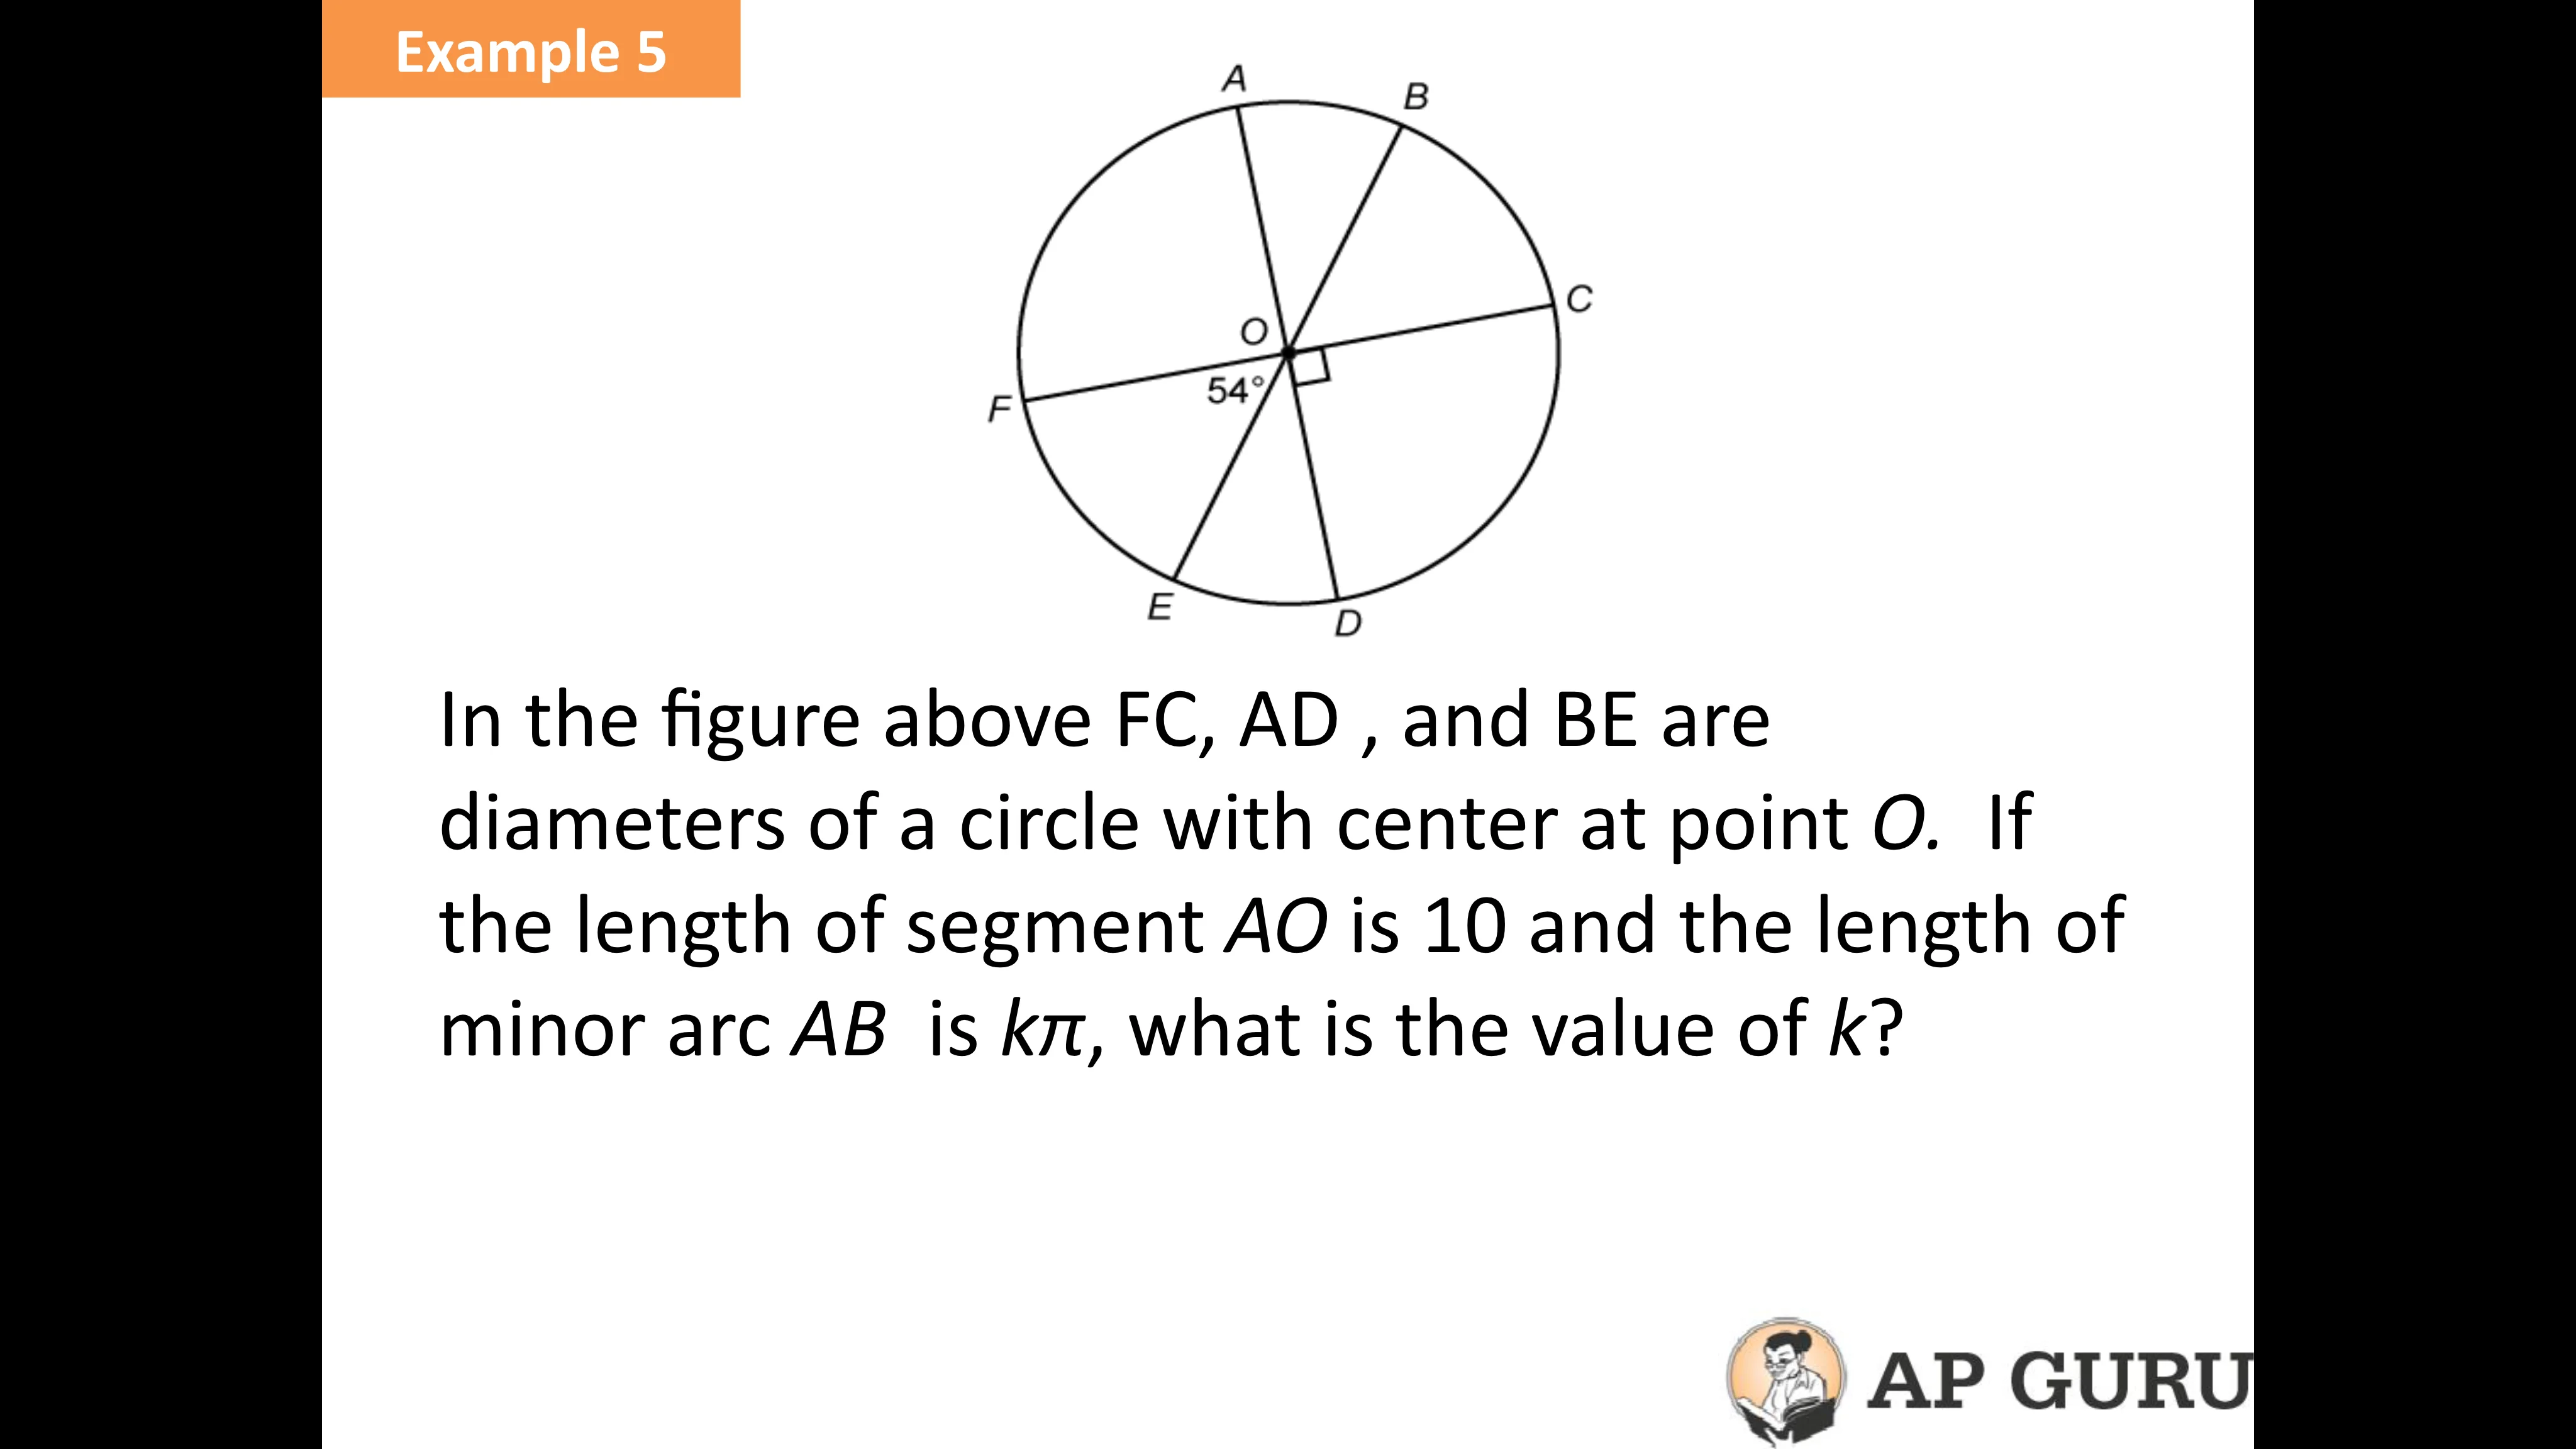 Example 5
A
B
C
O
54°
F
E
D
In the figure above FC, AD , and BE are
diameters of a circle with center at point O. If
the length of segment AO is 10 and the length of
minor arc AB is kπ, what is the value of k?
AP GURU